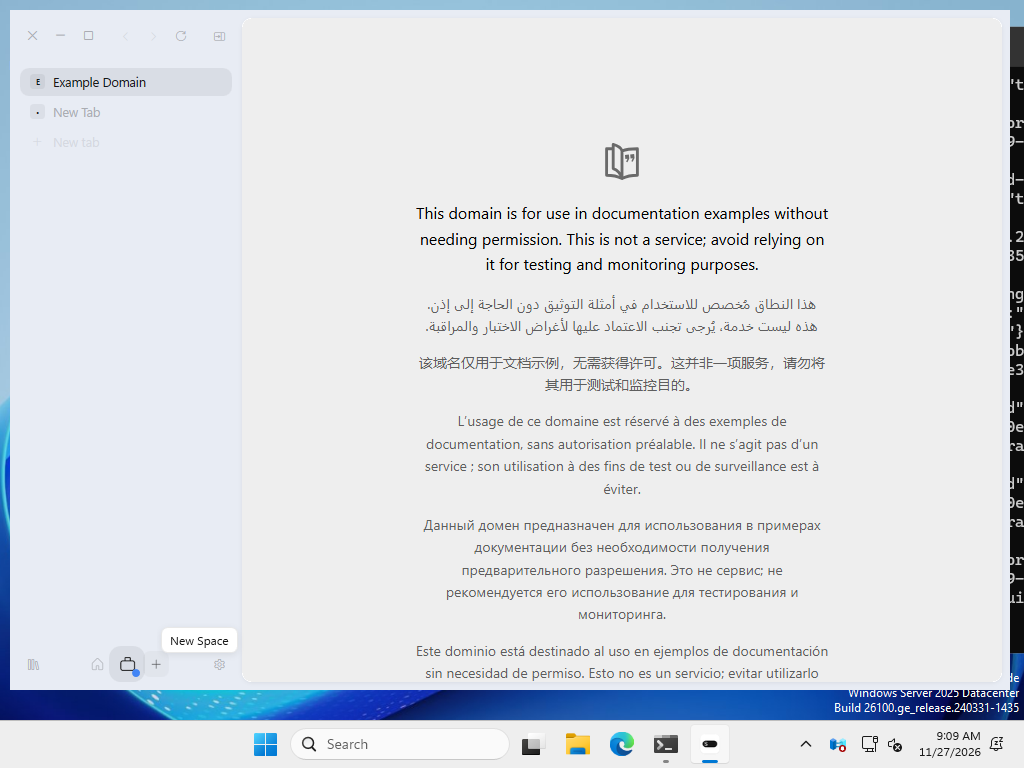 E Example Domain
New Tab
New tab
This domain is for use in documentation examples without
needing permission. This is not a service; avoid relying on
it for testing and monitoring purposes.
هذا النطاق مُخصص للاستخدام في أمثلة التوثيق دون الحاجة إلى إذن.
هذه ليست خدمة، يُرجى تجنب الاعتماد عليها لأغراض الاختبار والمراقبة.
该域名仅用于文档示例，无需获得许可。这并非一项服务，请勿将
其用于测试和监控目的。
L’usage de ce domaine est réservé à des exemples de
documentation, sans autorisation préalable. Il ne s’agit pas d’un
service ; son utilisation à des fins de test ou de surveillance est à
éviter.
Данный домен предназначен для использования в примерах
документации без необходимости получения
предварительного разрешения. Это не сервис; не
рекомендуется его использование для тестирования и
мониторинга.
Este dominio está destinado al uso en ejemplos de documentación
sin necesidad de permiso. Esto no es un servicio; evitar utilizarlo
New Space
Windows Server 2025 Datacenter
Build 26100.ge_release.240331-1435
Search
9:09 AM
11/27/2026